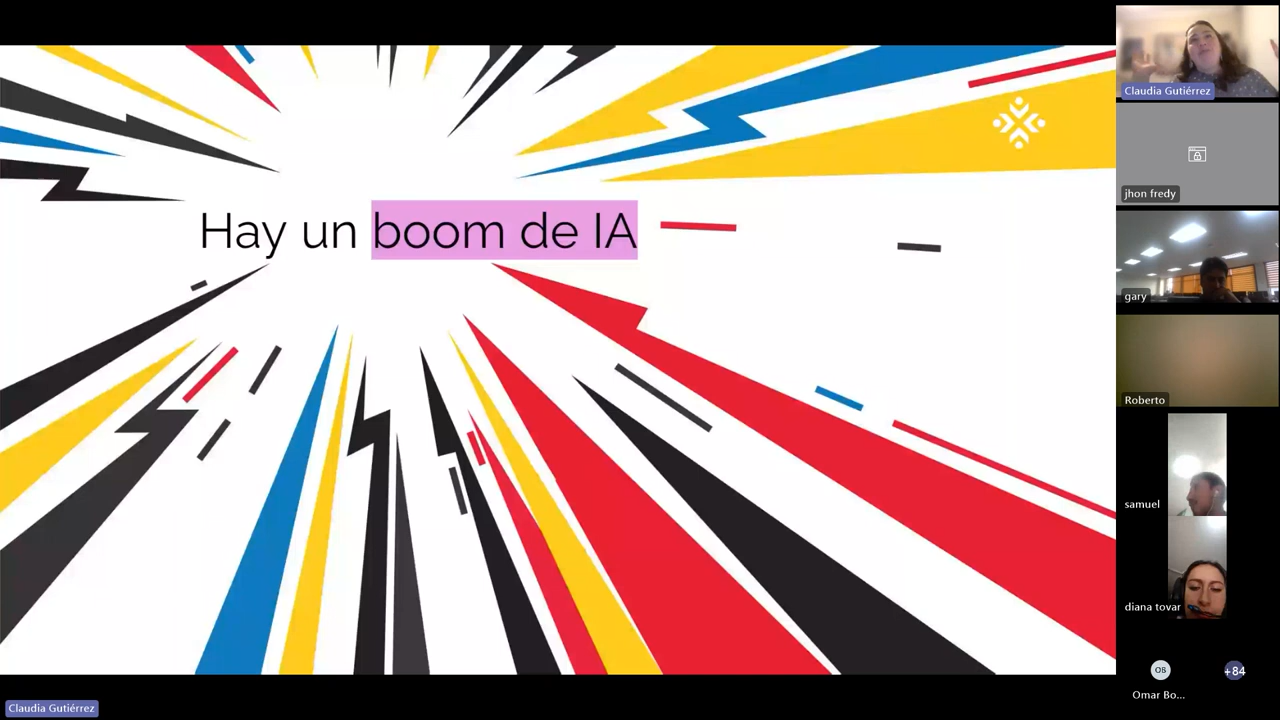 Hay un boom de IA
Claudia Gutiérrez
jhon fredy
gary
Roberto
samuel
diana tovar
OB
+84
Omar Bo...
Claudia Gutiérrez